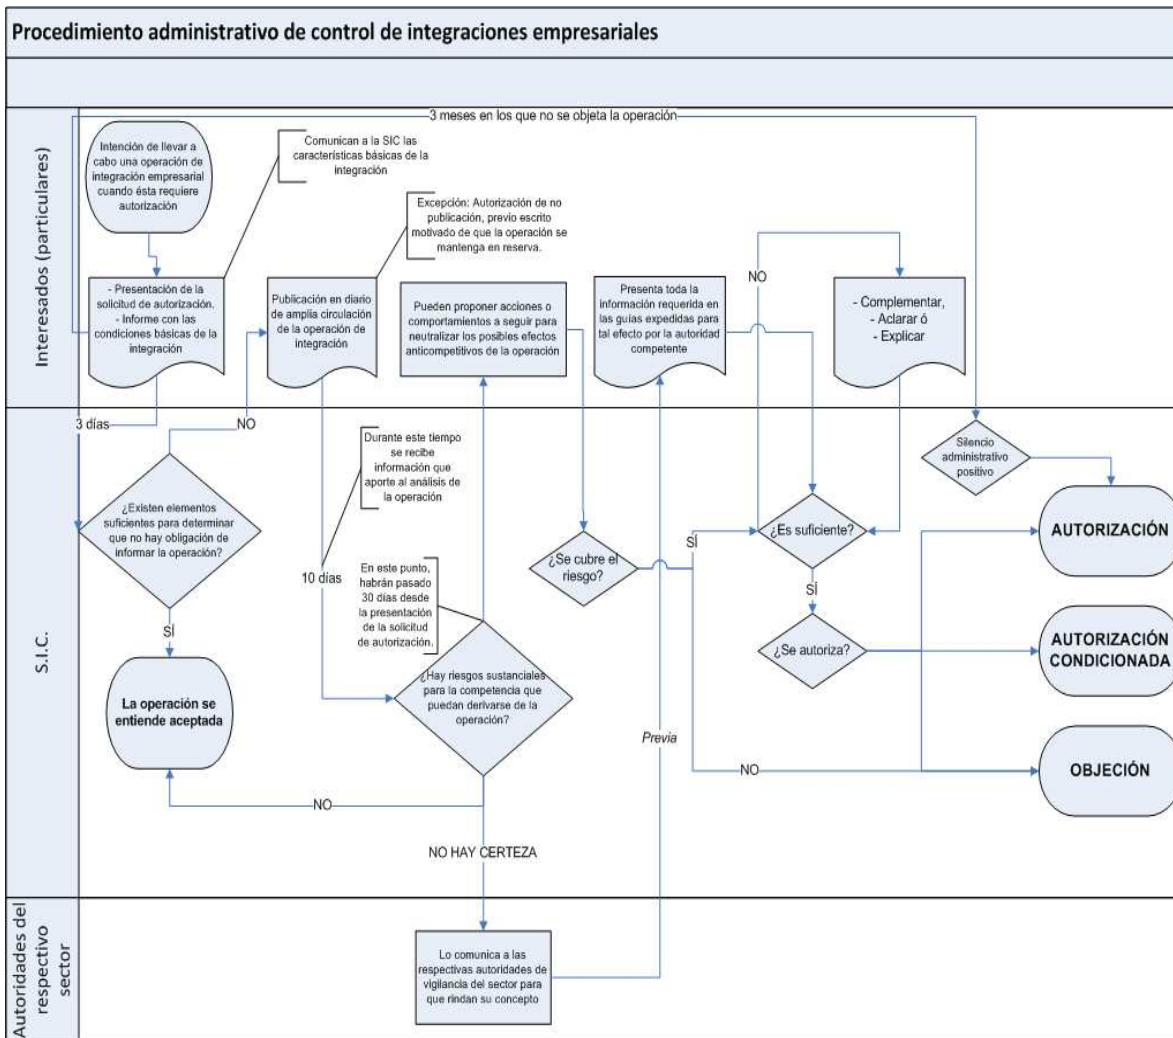 Procedimiento administrativo de control de integraciones empresariales
Interesados (particulares)
3 meses en los que no se objeta la operación
Intención de llevar a
cabo una operación de
integración empresarial
cuando ésta requiere
autorización
Comunican a la SIC las
características básicas de la
integración
Excepción: Autorización de no
publicación, previo escrito
motivado de que la operación se
mantenga en reserva.
- Presentación de la
solicitud de autorización.
- Informe con las
condiciones básicas de la
integración
Publicación en diario
de amplia circulación
de la operación de
integración
Pueden proponer acciones o
comportamientos a seguir para
neutralizar los posibles efectos
anticompetitivos de la operación
Presenta toda la
información requerida en
las guías expedidas para
tal efecto por la autoridad
competente
NO
- Complementar,
- Aclarar ó
- Explicar
S.I.C.
3 días
NO
¿Existen elementos
suficientes para determinar
que no hay obligación de
informar la operación?
SÍ
La operación se
entiende aceptada
Durante este tiempo
se recibe
información que
aporte al análisis de
la operación
10 días
En este punto,
habrán pasado
30 días desde
la presentación
de la solicitud
de autorización.
¿Hay riesgos sustanciales
para la competencia que
puedan derivarse de la
operación?
NO
NO HAY CERTEZA
¿Se cubre el
riesgo?
SÍ
NO
Previa
¿Es suficiente?
SÍ
¿Se autoriza?
Silencio
administrativo
positivo
AUTORIZACIÓN
AUTORIZACIÓN
CONDICIONADA
OBJECIÓN
Autoridades del
respectivo
sector
Lo comunica a las
respectivas autoridades de
vigilancia del sector para
que rindan su concepto